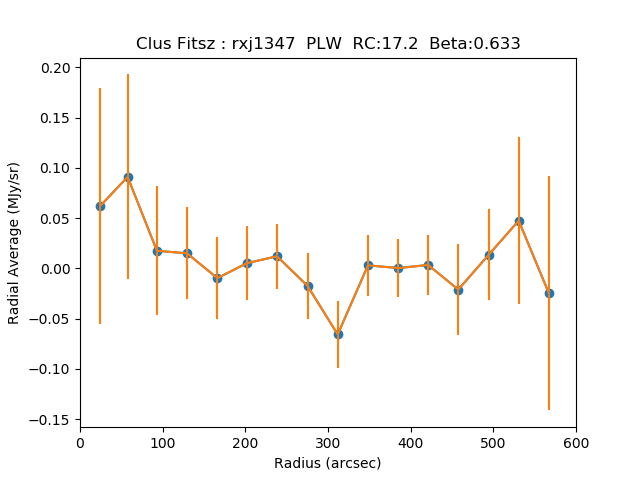 Clus Fitsz : rxj1347  PLW  RC:17.2  Beta:0.633
Radial Average (MJy/sr)
0.20
0.15
0.10
0.05
0.00
−0.05
−0.10
−0.15
0 100 200 300 400 500 600
Radius (arcsec)